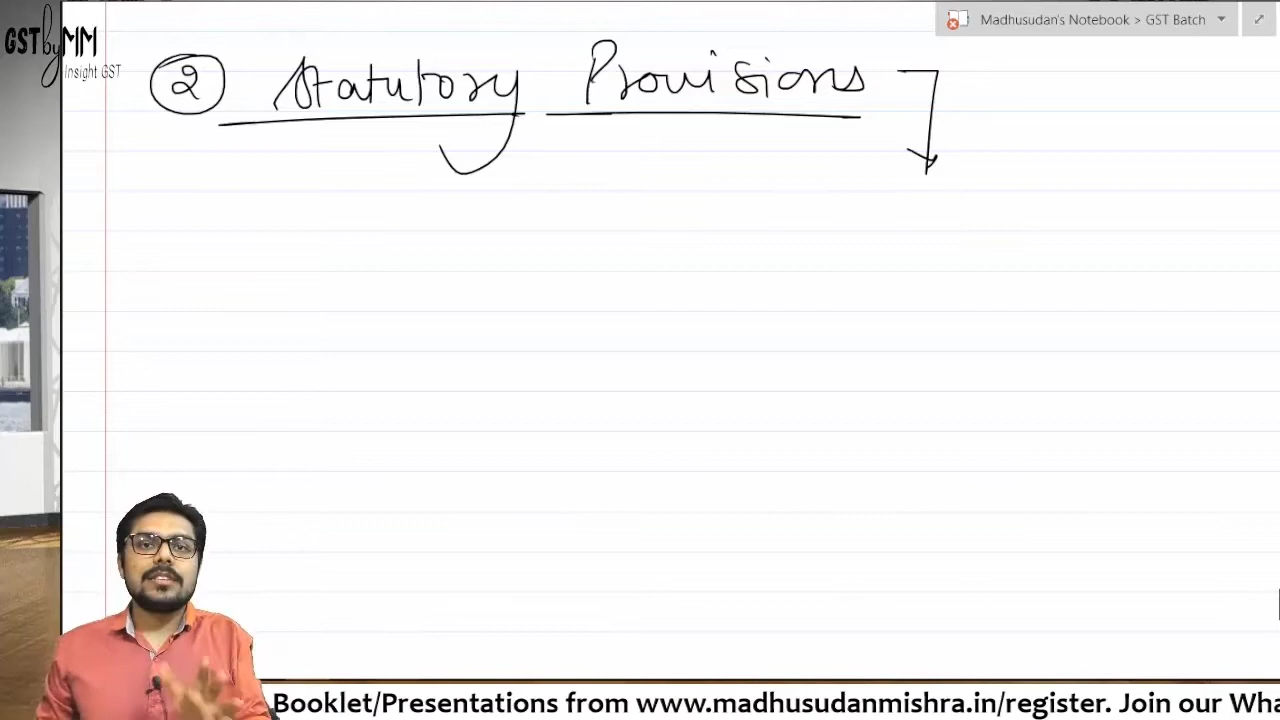 GST by MM
Insight GST
Madhusudan's Notebook > GST Batch
2 Statutory Provisions
Booklet/Presentations from www.madhusudanmishra.in/register. Join our Wha